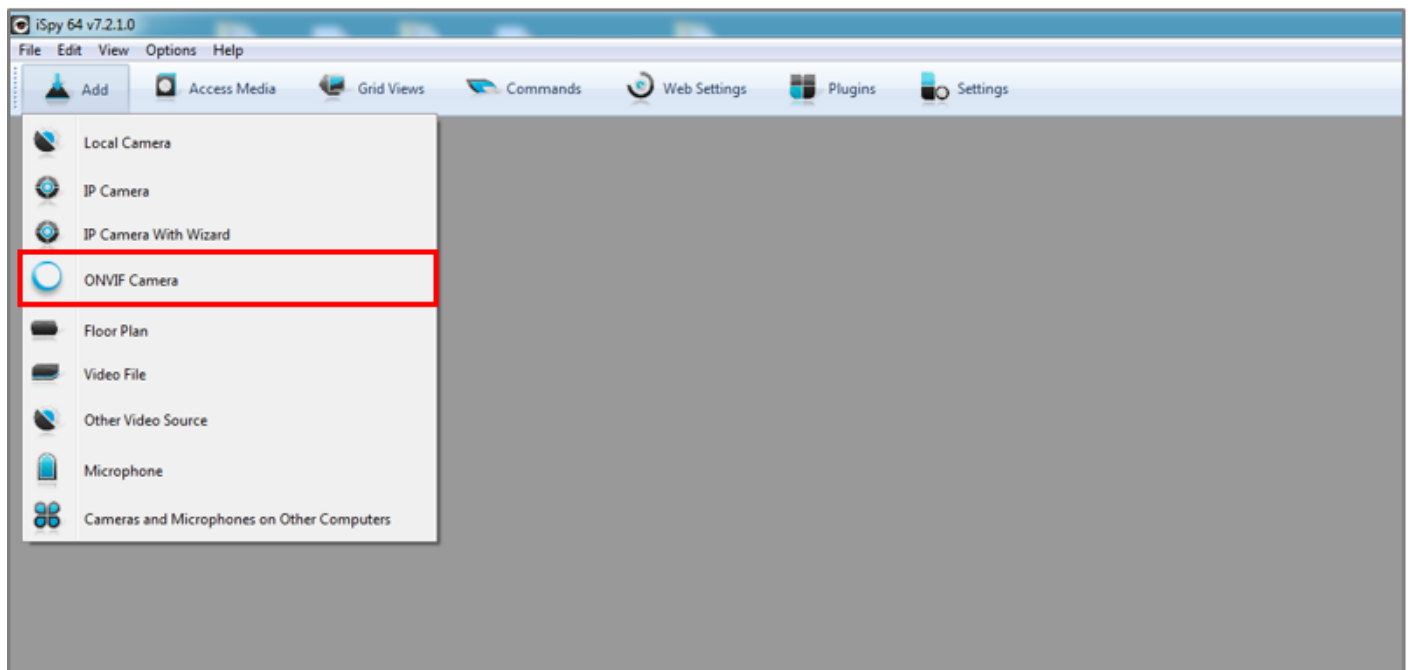 iSpy 64 v7.2.1.0
File Edit View Options Help
Add Access Media Grid Views Commands Web Settings Plugins Settings
Local Camera
IP Camera
IP Camera With Wizard
ONVIF Camera
Floor Plan
Video File
Other Video Source
Microphone
Cameras and Microphones on Other Computers